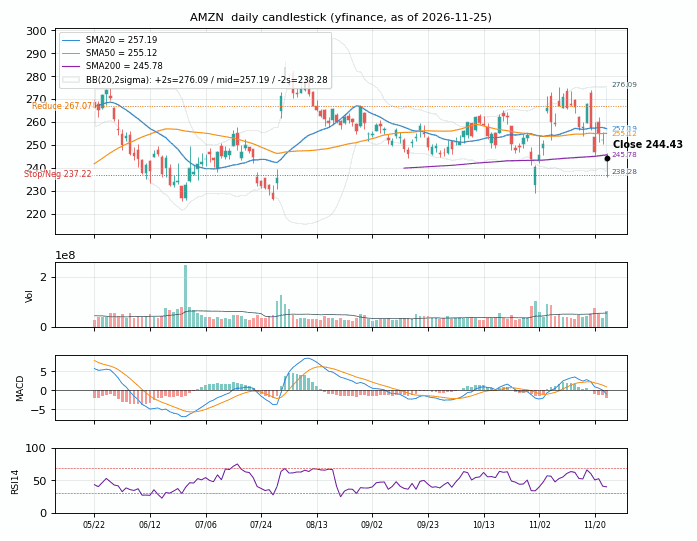 AMZN daily candlestick (yfinance, as of 2026-11-25)
SMA20 = 257.19
SMA50 = 255.12
SMA200 = 245.78
BB(20,2sigma): +2s=276.09 / mid=257.19 / -2s=238.28
300
290
280
270
260
250
240
230
220
Reduce 267.07
Stop/Neg 237.22
276.09
257.19
255.12
Close 244.43
245.78
238.28
1e8
Vol
2
0
MACD
5
0
−5
RSI14
100
50
0
05/22
06/12
07/06
07/24
08/13
09/02
09/23
10/13
11/02
11/20